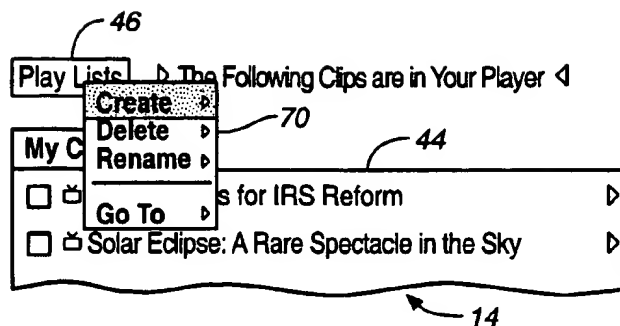 46
Play Lists ▷ The Following Clips are in Your Player ◁
Create ▷
Delete ▷
70
Rename ▷
My C
44
s for IRS Reform ▷
Go To ▷
Solar Eclipse: A Rare Spectacle in the Sky ▷
14